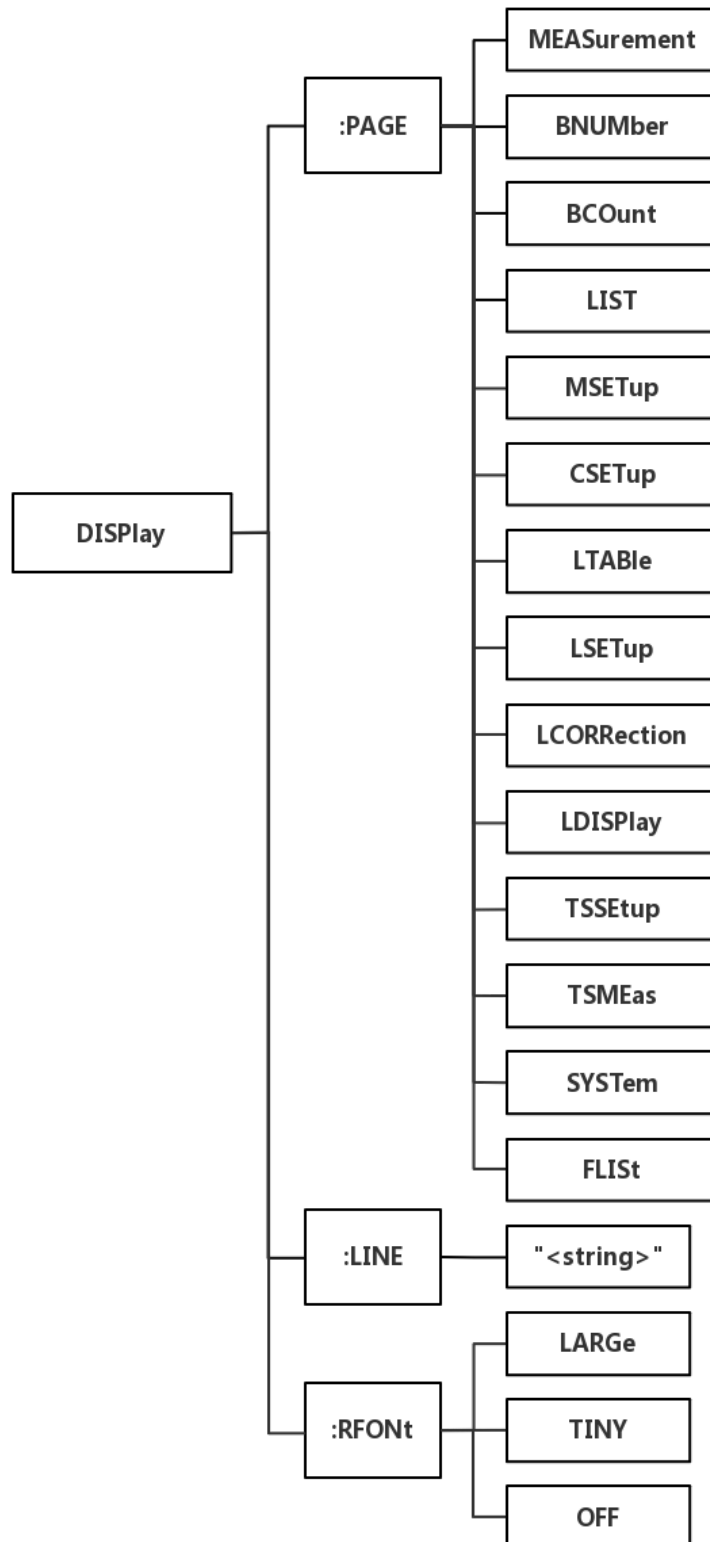 DISPlay
:PAGE
MEASurement
BNUMber
BCOunt
LIST
MSETup
CSETup
LTABle
LSETup
LCORRection
LDISPlay
TSSEtup
TSMEas
SYSTem
FLISt
:LINE
"<string>"
:RFONt
LARGe
TINY
OFF